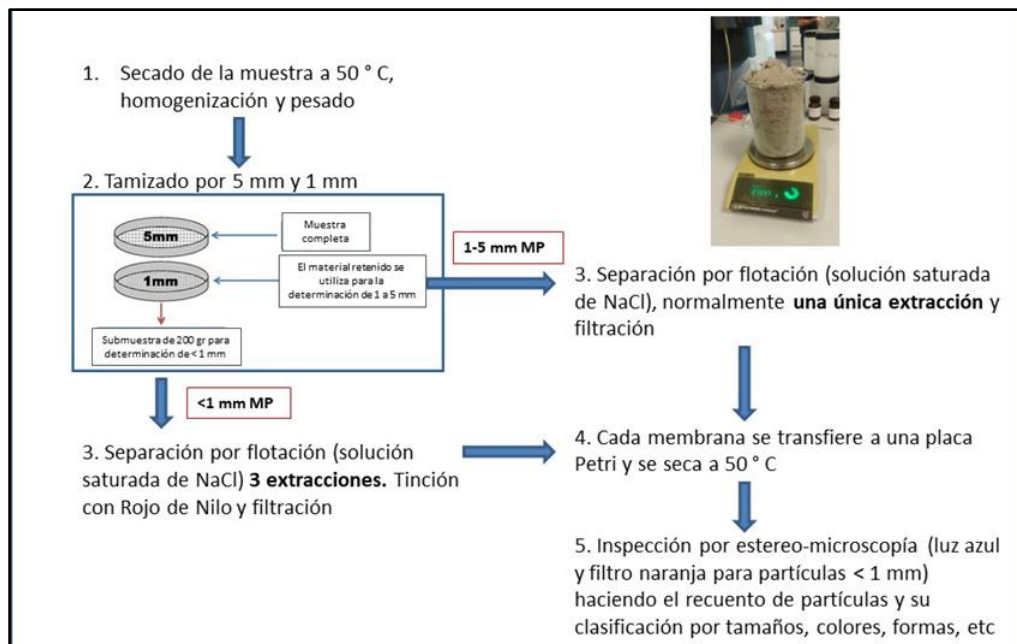 1. Secado de la muestra a 50 ° C,
homogenización y pesado
2. Tamizado por 5 mm y 1 mm
5mm
Muestra
completa
1mm
El material retenido se
utiliza para la
determinación de 1 a 5 mm
Submuestra de 200 gr para
determinación de < 1 mm
1-5 mm MP
3. Separación por flotación (solución saturada
de NaCl), normalmente una única extracción y
filtración
<1 mm MP
3. Separación por flotación (solución
saturada de NaCl) 3 extracciones. Tinción
con Rojo de Nilo y filtración
4. Cada membrana se transfiere a una placa
Petri y se seca a 50 ° C
5. Inspección por estereo-microscopía (luz azul
y filtro naranja para partículas < 1 mm)
haciendo el recuento de partículas y su
clasificación por tamaños, colores, formas, etc